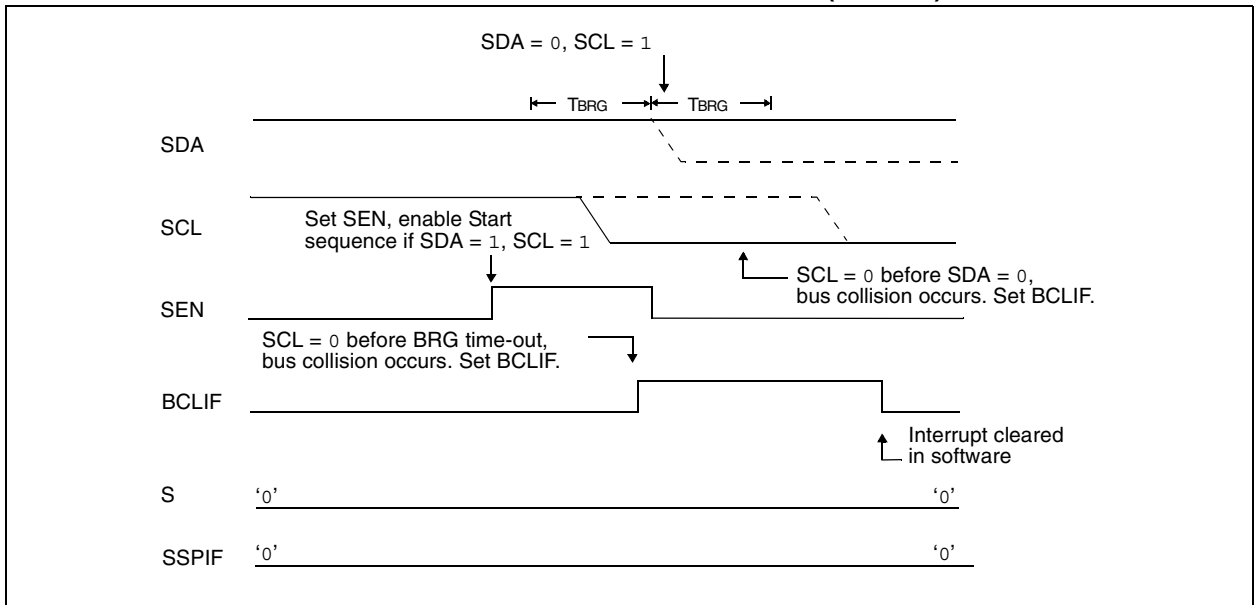 SDA = 0, SCL = 1
TBRG TBRG
SDA
SCL
Set SEN, enable Start
sequence if SDA = 1, SCL = 1
SCL = 0 before SDA = 0,
bus collision occurs. Set BCLIF.
SEN
SCL = 0 before BRG time-out,
bus collision occurs. Set BCLIF.
BCLIF
Interrupt cleared
in software
S ‘0’ ‘0’
SSPIF ‘0’ ‘0’